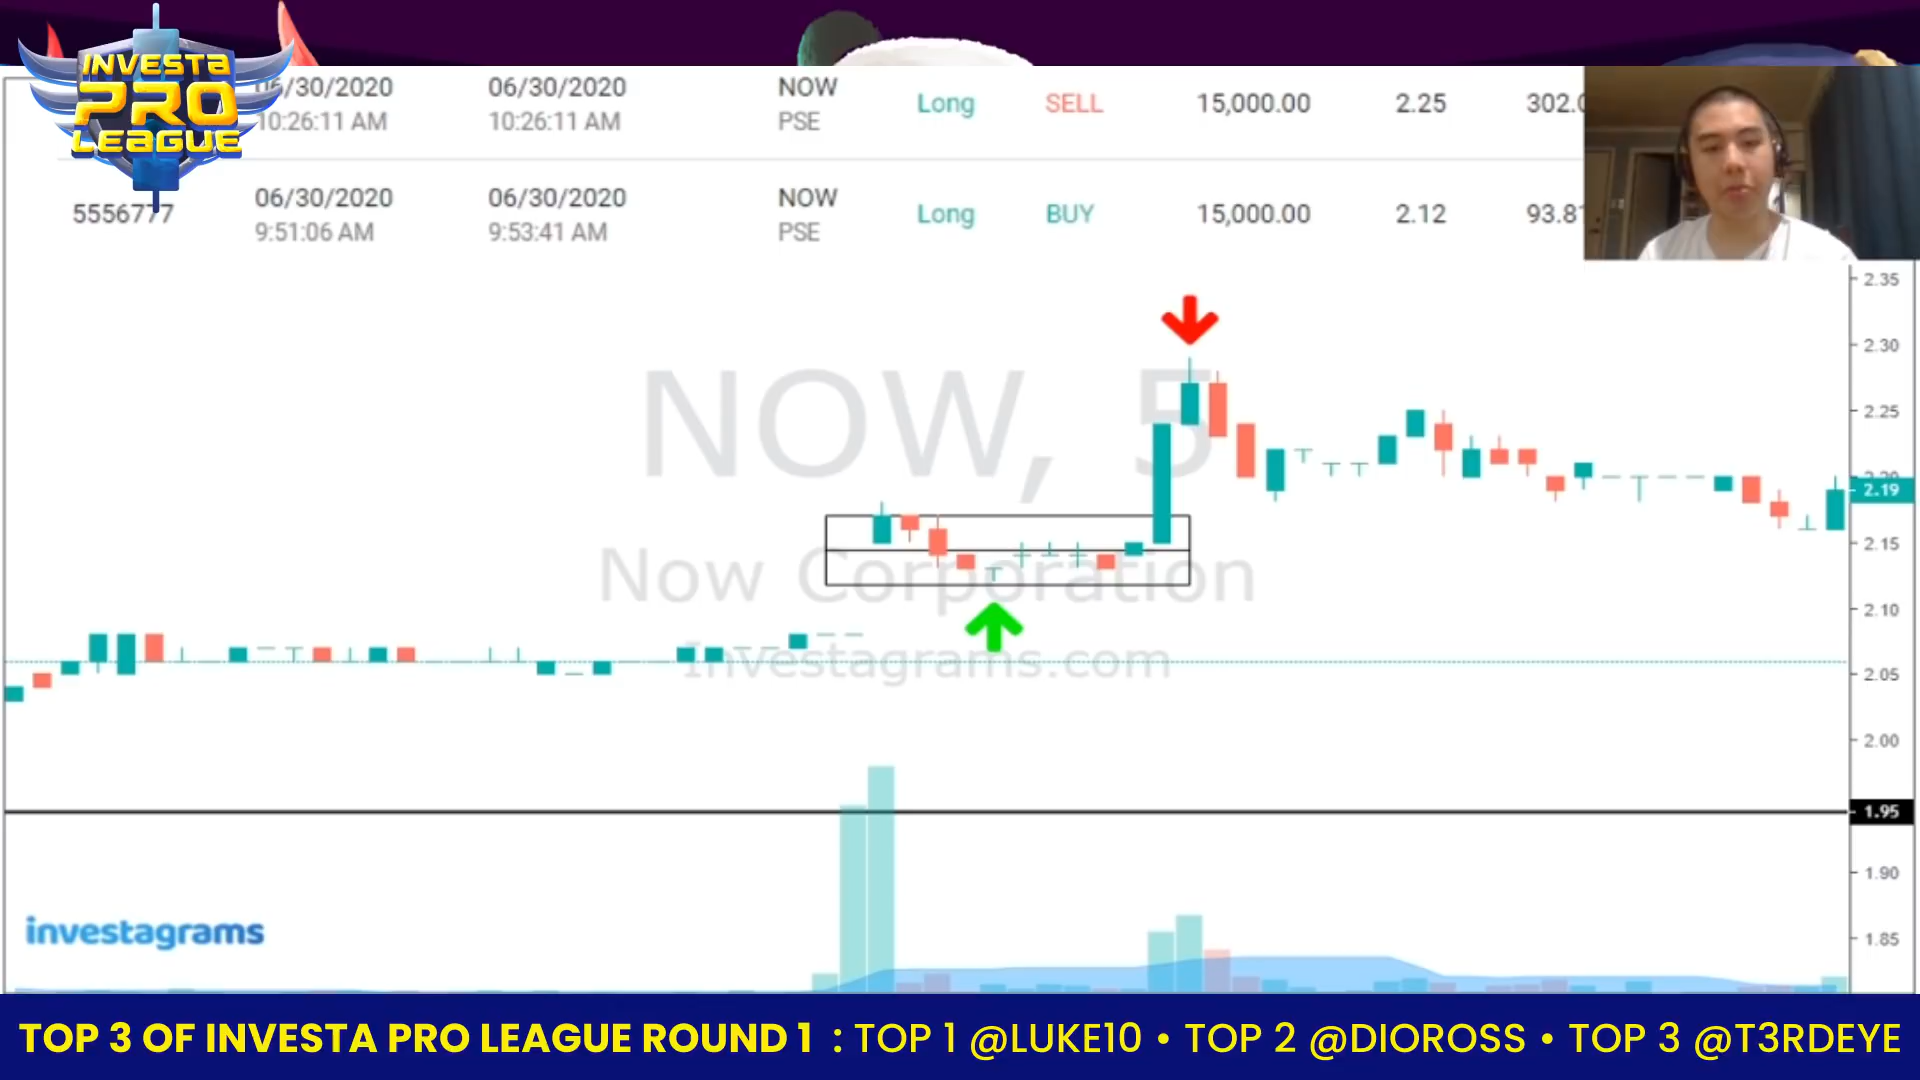 INVESTa
PRO
LEAGUE
06/30/2020 06/30/2020 NOW Long SELL 15,000.00 2.25
10:26:11 AM 10:26:11 AM PSE
5556777 06/30/2020 06/30/2020 NOW Long BUY 15,000.00 2.12
9:51:06 AM 9:53:41 AM PSE
2.35
2.30
2.25
2.19
2.15
2.10
2.05
2.00
1.95
1.90
1.85
NOW, 5
Now Corporation
Investagrams.com
investagrams
TOP 3 OF INVESTA PRO LEAGUE ROUND 1 : TOP 1 @LUKE10 • TOP 2 @DIOROSS • TOP 3 @T3RDEYE